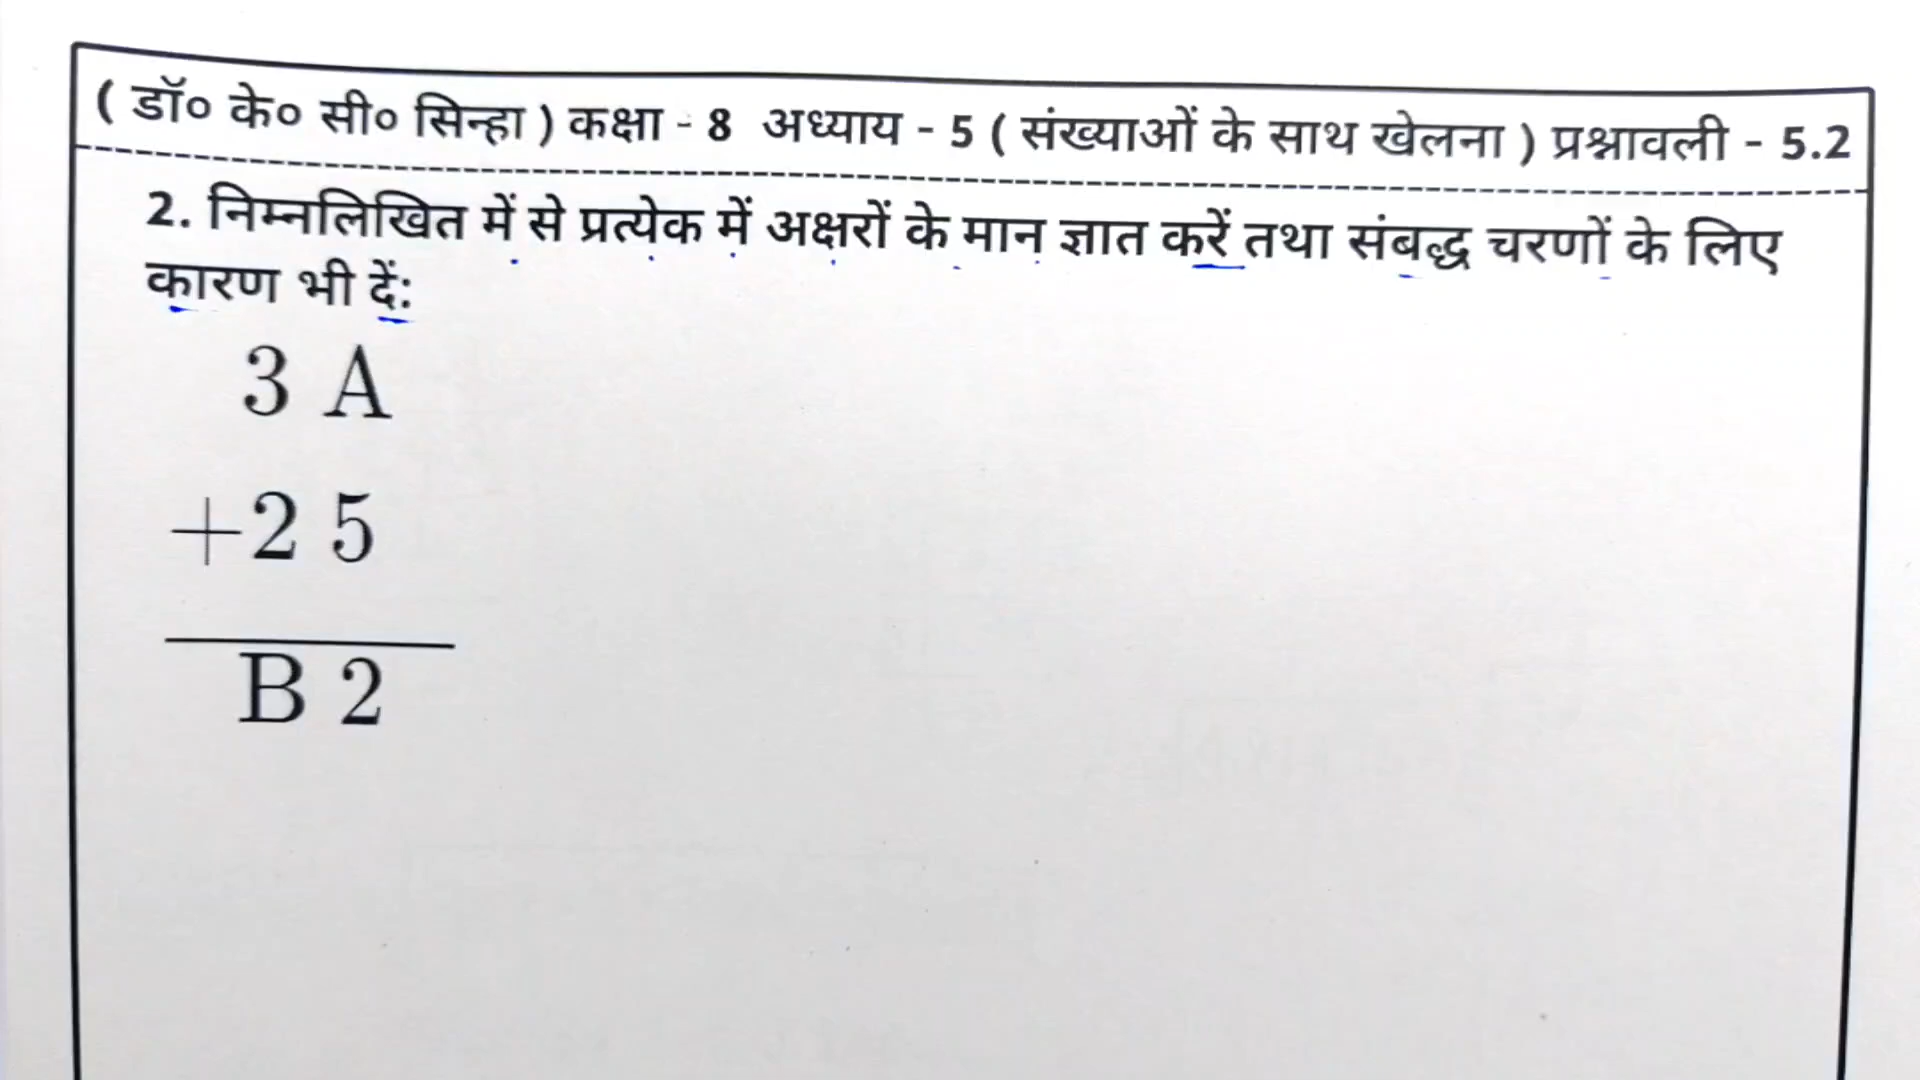 ( डॉ० के० सी० सिन्हा ) कक्षा - 8 अध्याय - 5 ( संख्याओं के साथ खेलना ) प्रश्नावली - 5.2
2. निम्नलिखित में से प्रत्येक में अक्षरों के मान ज्ञात करें तथा संबद्ध चरणों के लिए
कारण भी दें:
3 A
+2 5
B 2